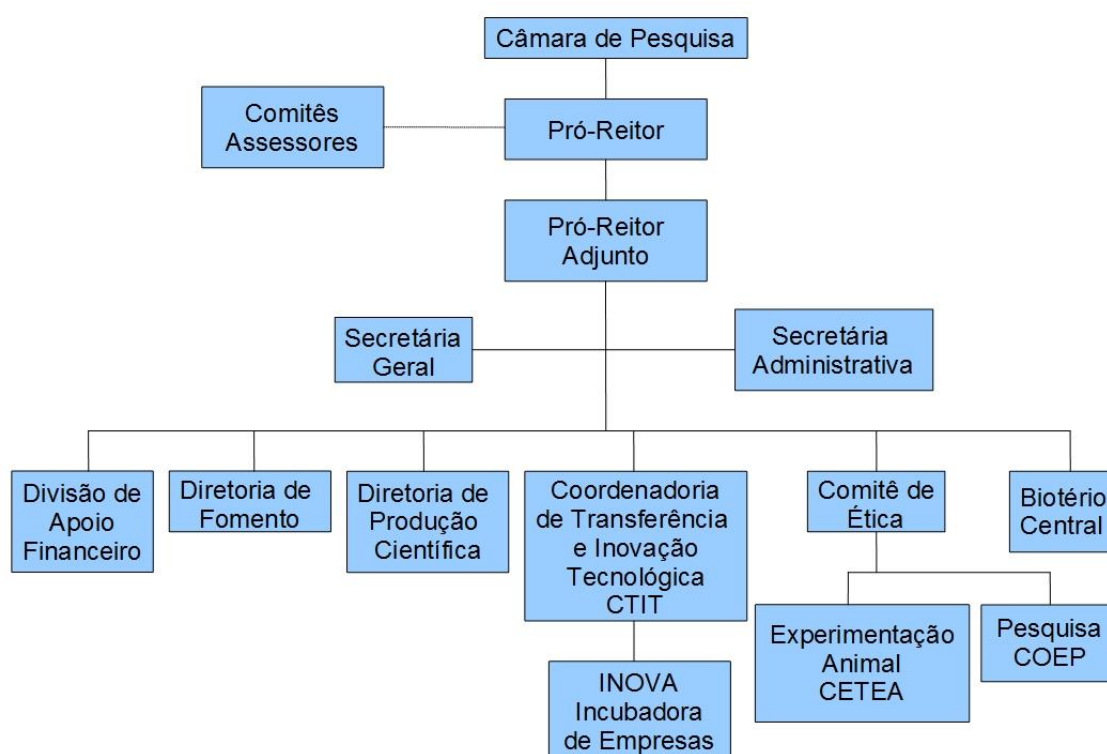 Câmara de Pesquisa
Comitês
Assessores
Pró-Reitor
Pró-Reitor
Adjunto
Secretária
Geral
Secretária
Administrativa
Divisão de
Apoio
Financeiro
Diretoria de
Fomento
Diretoria de
Produção
Científica
Coordenadoria
de Transferência
e Inovação
Tecnológica
CTIT
Comitê de
Ética
Biotério
Central
INOVA
Incubadora
de Empresas
Experimentação
Animal
CETEA
Pesquisa
COEP